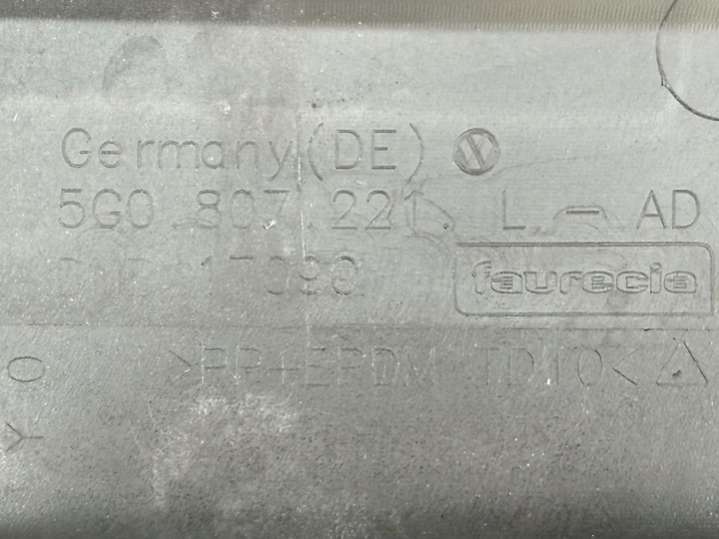 Germany (DE)
5G0.807.221. L - AD
faurecia
>PP+EPDM TD10<
O
Y